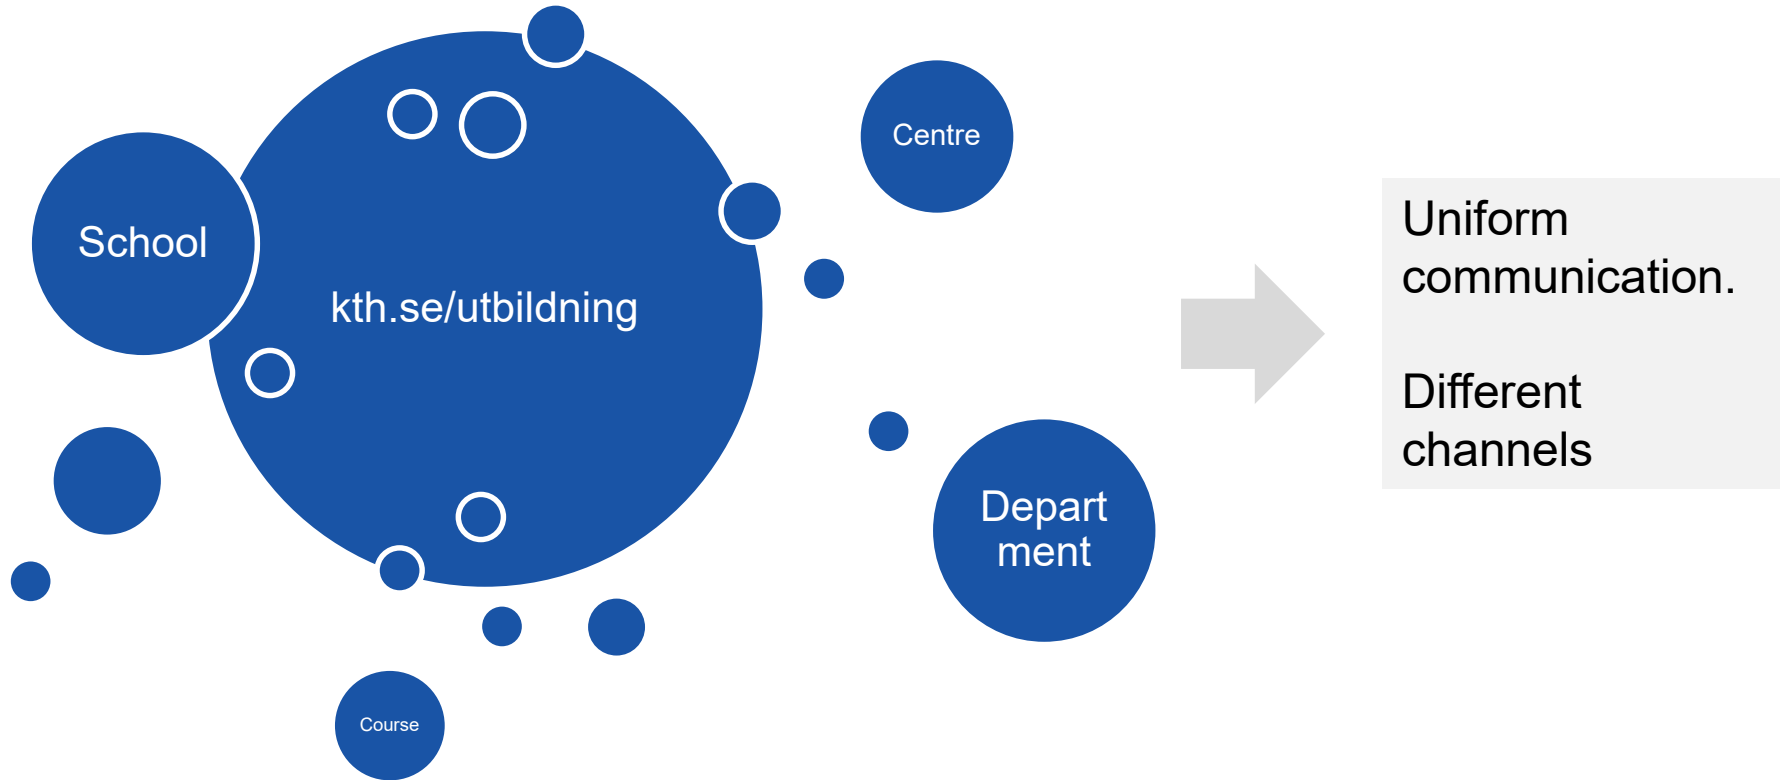 Centre
School
kth.se/utbildning
Depart
ment
Course
Uniform
communication.
Different
channels